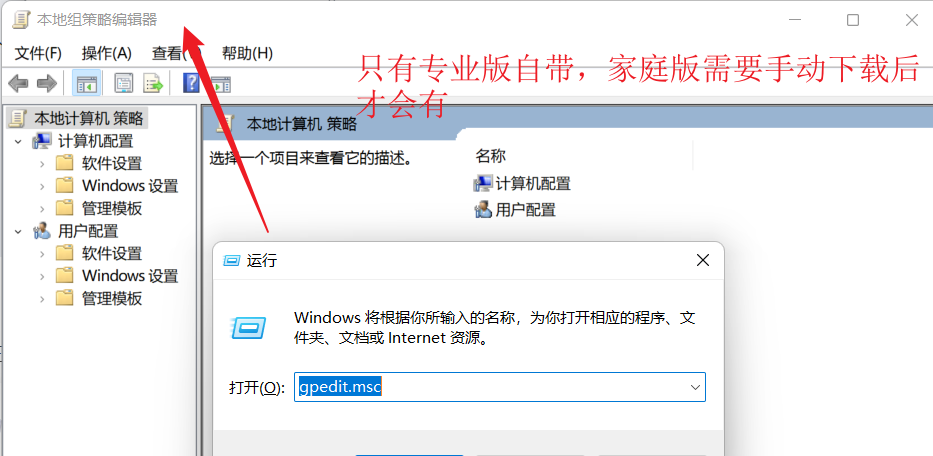 本地组策略编辑器
文件(F) 操作(A) 查看( 帮助(H)
只有专业版自带，家庭版需要手动下载后
才会有
本地计算机 策略
计算机配置
软件设置
Windows 设置
管理模板
用户配置
软件设置
Windows 设置
管理模板
本地计算机 策略
选择一个项目来查看它的描述。
名称
计算机配置
用户配置
运行
Windows 将根据你所输入的名称，为你打开相应的程序、文
件夹、文档或 Internet 资源。
打开(O): gpedit.msc